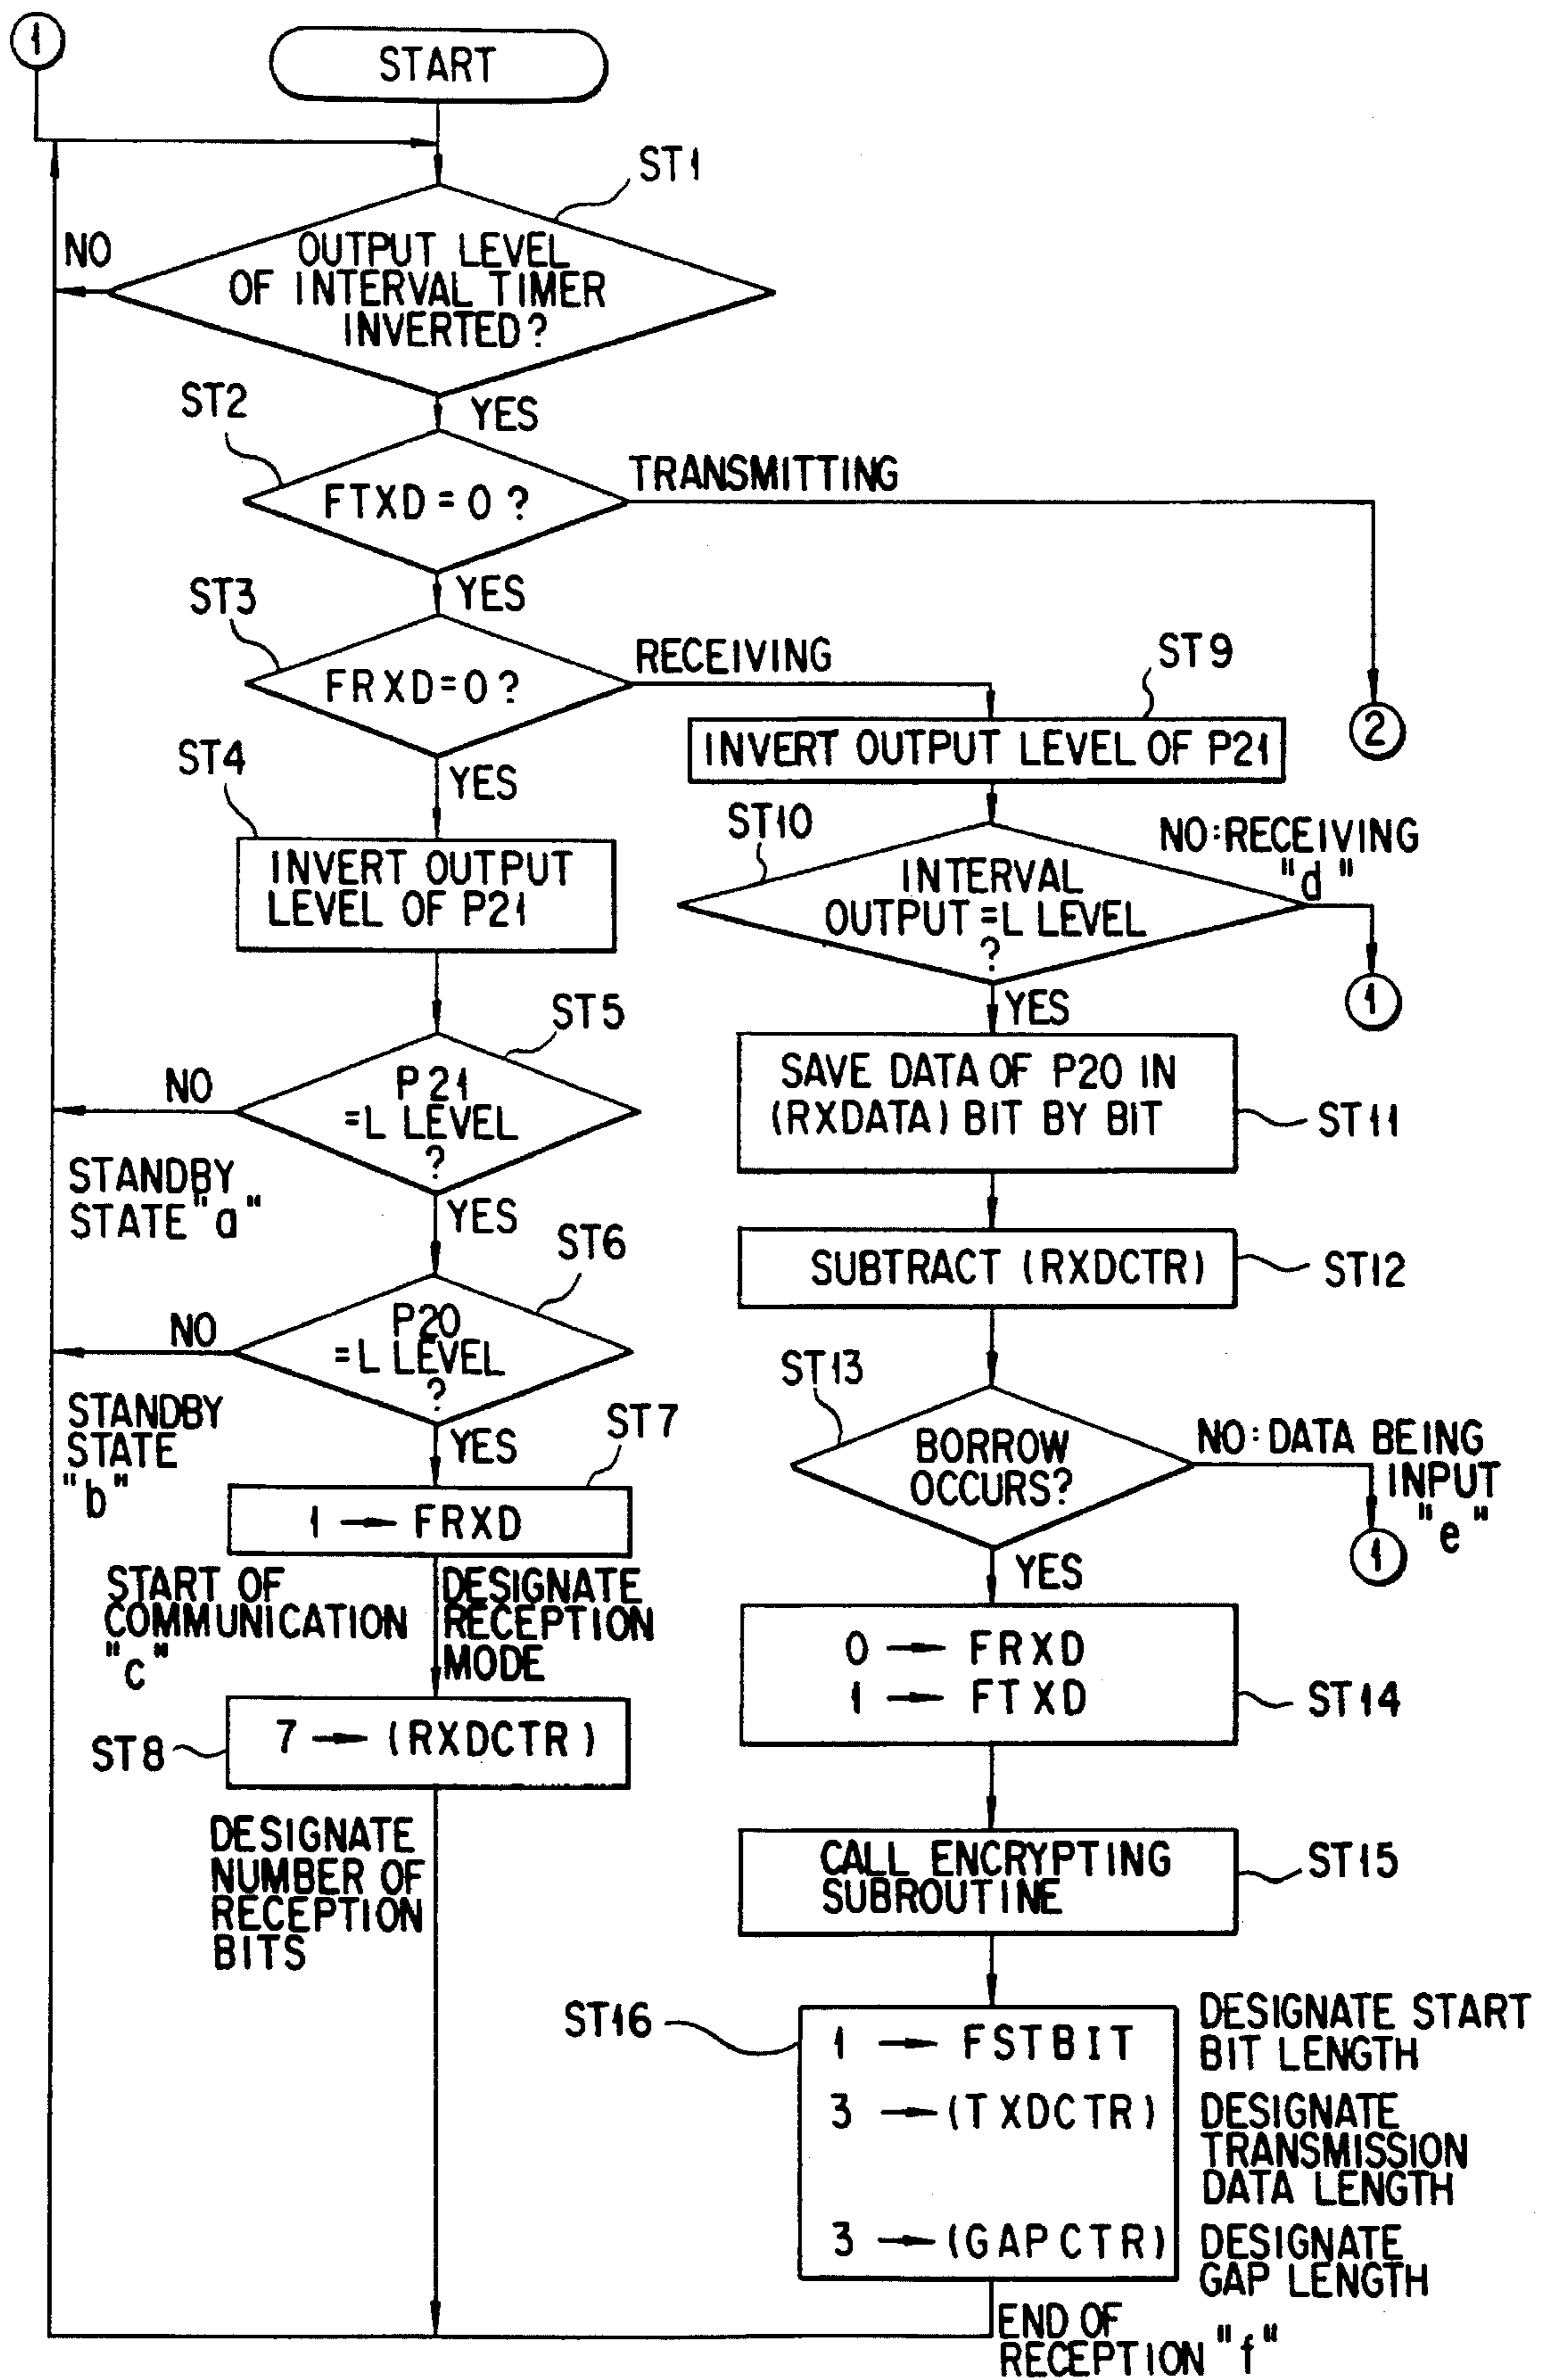 1
START
ST1
NO
OUTPUT LEVEL
OF INTERVAL TIMER
INVERTED?
YES
ST2
FTXD=0?
TRANSMITTING
2
YES
ST3
FRXD=0?
RECEIVING
YES
ST4
INVERT OUTPUT
LEVEL OF P21
ST5
P21
=L LEVEL
?
NO
STANDBY
STATE "a"
YES
ST6
P20
=L LEVEL
?
NO
STANDBY
STATE
"b"
YES
ST7
1 → FRXD
START OF
COMMUNICATION
"c"
DESIGNATE
RECEPTION
MODE
ST8
7 → (RXDCTR)
DESIGNATE
NUMBER OF
RECEPTION
BITS
ST9
INVERT OUTPUT LEVEL OF P21
ST10
INTERVAL
OUTPUT=L LEVEL
?
NO:RECEIVING
"d"
1
YES
SAVE DATA OF P20 IN
(RXDATA) BIT BY BIT
ST11
SUBTRACT (RXDCTR)
ST12
ST13
BORROW
OCCURS?
NO:DATA BEING
INPUT
"e"
1
YES
0 → FRXD
1 → FTXD
ST14
CALL ENCRYPTING
SUBROUTINE
ST15
ST16
1 → FSTBIT
DESIGNATE START
BIT LENGTH
3 → (TXDCTR)
DESIGNATE
TRANSMISSION
DATA LENGTH
3 → (GAPCTR)
DESIGNATE
GAP LENGTH
END OF
RECEPTION "f"